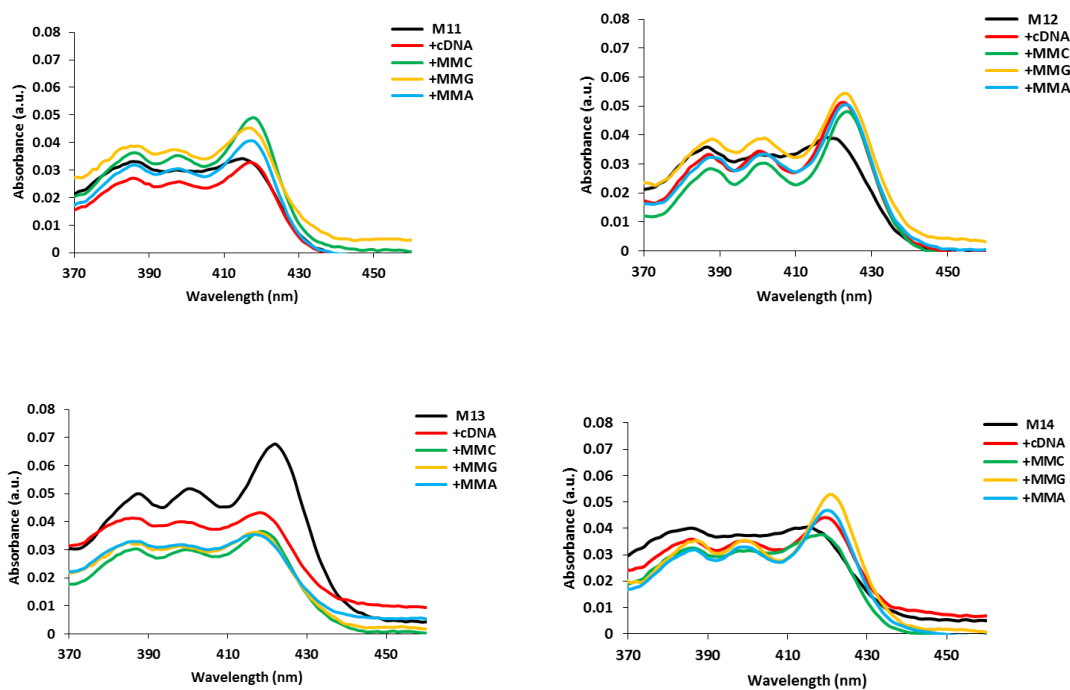 0.08
0.07
0.06
0.05
0.04
0.03
0.02
0.01
0
Absorbance (a.u.)
370 390 410 430 450
Wavelength (nm)
M11
+cDNA
+MMC
+MMG
+MMA
0.08
0.07
0.06
0.05
0.04
0.03
0.02
0.01
0
Absorbance (a.u.)
370 390 410 430 450
Wavelength (nm)
M12
+cDNA
+MMC
+MMG
+MMA
0.08
0.07
0.06
0.05
0.04
0.03
0.02
0.01
0
Absorbance (a.u.)
370 390 410 430 450
Wavelength (nm)
M13
+cDNA
+MMC
+MMG
+MMA
0.08
0.07
0.06
0.05
0.04
0.03
0.02
0.01
0
Absorbance (a.u.)
370 390 410 430 450
Wavelength (nm)
M14
+cDNA
+MMC
+MMG
+MMA